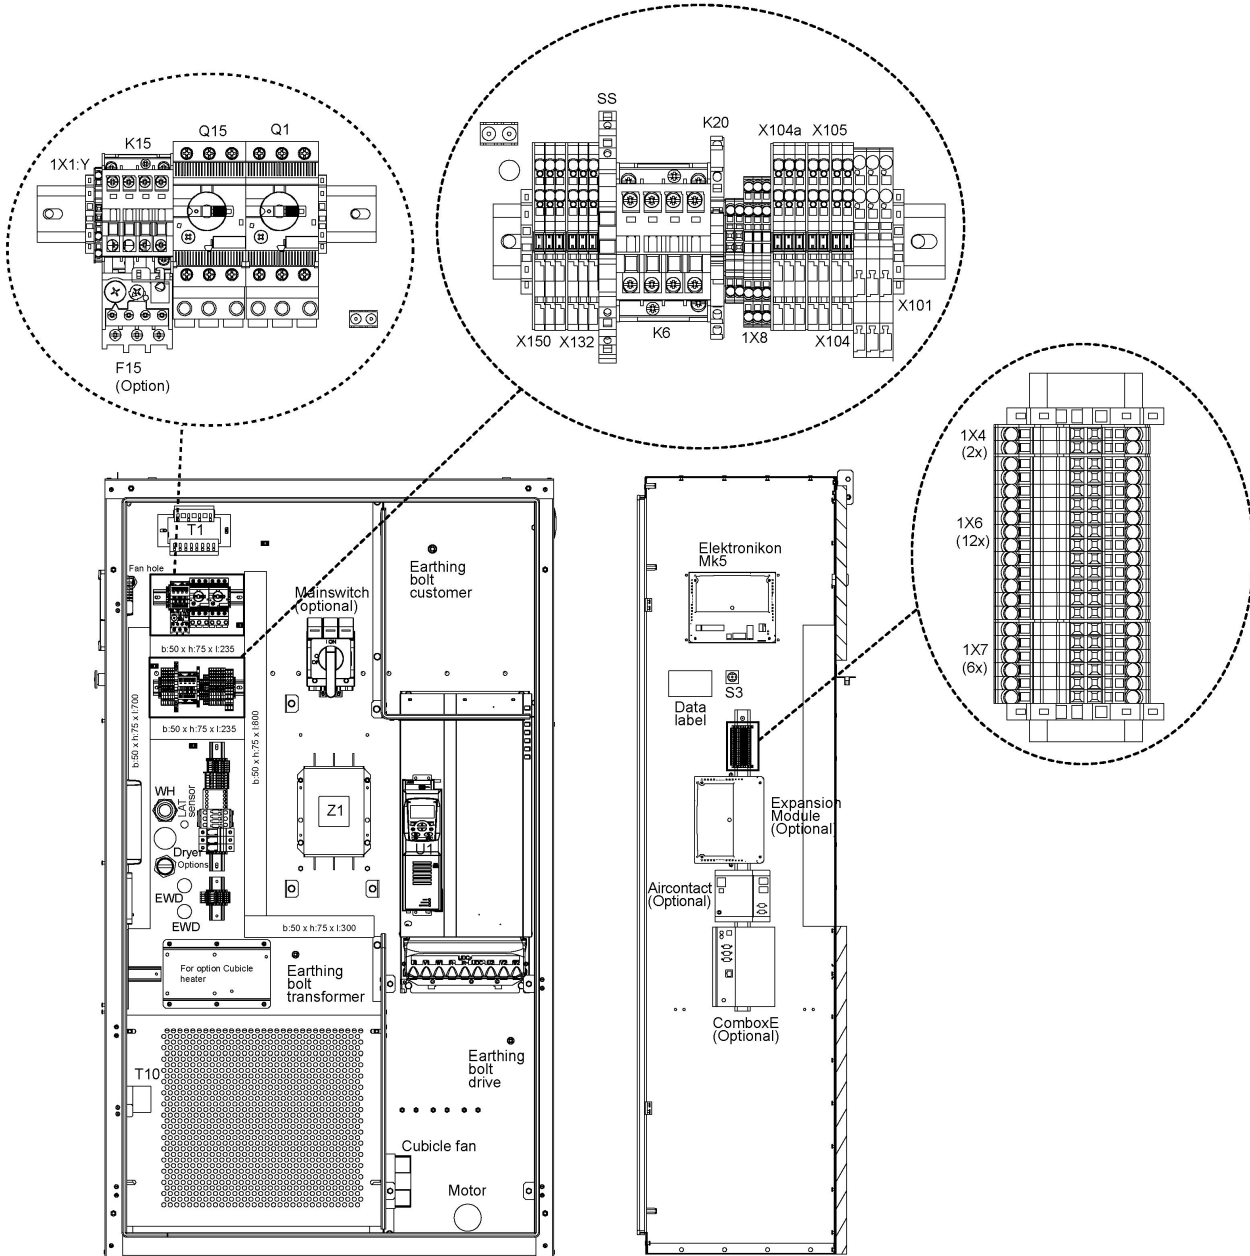 SS
K20
K15
Q15
Q1
X104a
X105
1X1:Y
X101
X150
X132
K6
1X8
X104
F15
(Option)
1X4
(2x)
1X6
(12x)
1X7
(6x)
T1
Fan hole
Elektronikon
Mk5
Earthing
bolt
customer
Mainswitch
(optional)
ON
b:50 x h:75 x l:235
S3
Data
label
b:50 x h:75 x l:700
b:50 x h:75 x l:235
b:50 x h:75 x l:800
WH
LAT
sensor
Z1
Expansion
Module
(Optional)
U1
Dryer
Options
EWD
EWD
Aircontact
(Optional)
b:50 x h:75 x l:300
For option Cubicle
heater
Earthing
bolt
transformer
ComboxE
(Optional)
Earthing
bolt
drive
T10
Cubicle fan
Motor